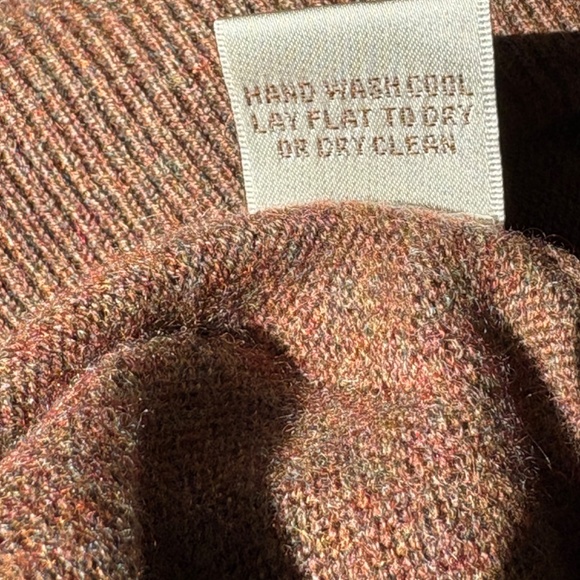 HAND WASH COOL
LAY FLAT TO DRY
OR DRY CLEAN